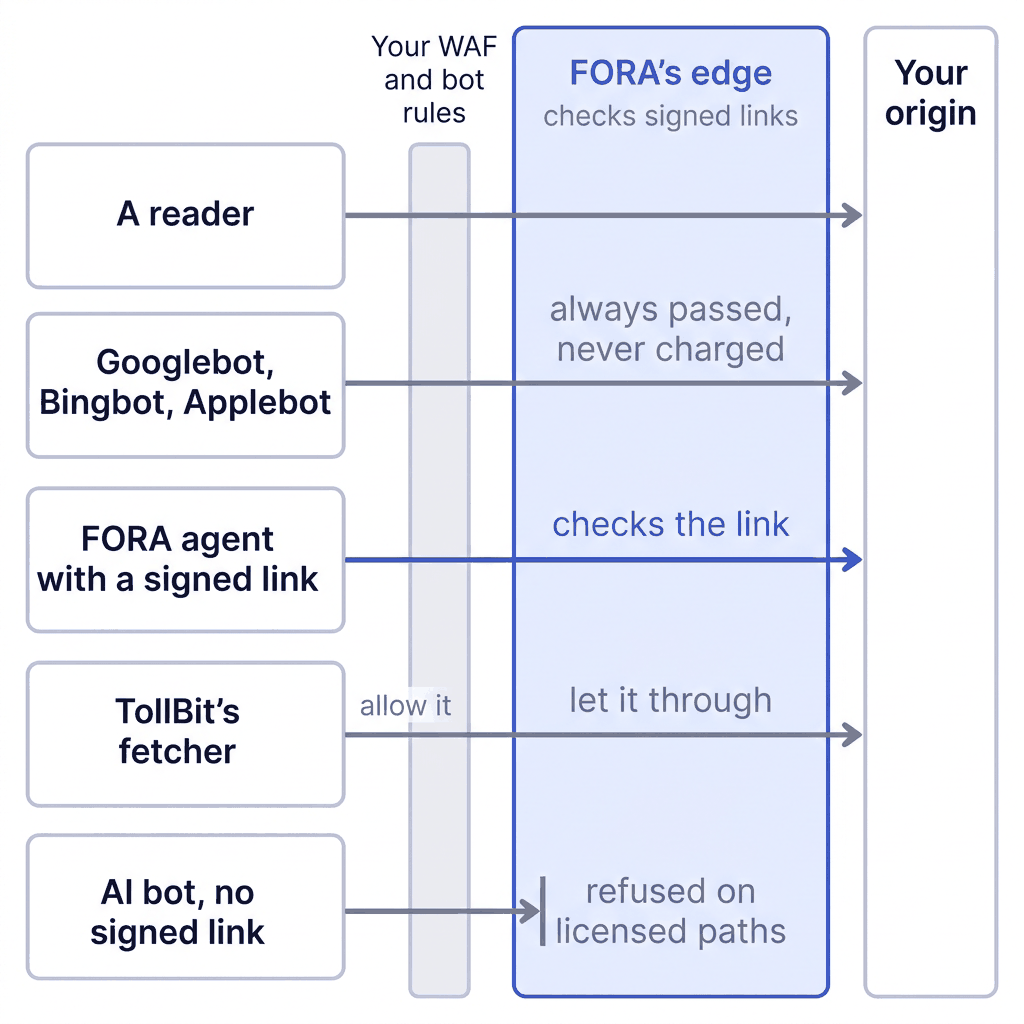 Your WAF
and bot
rules
FORA’s edge
checks signed links
Your
origin
A reader
Googlebot,
Bingbot, Applebot
always passed,
never charged
FORA agent
with a signed link
checks the link
TollBit’s
fetcher
allow it
let it through
AI bot, no
signed link
refused on
licensed paths